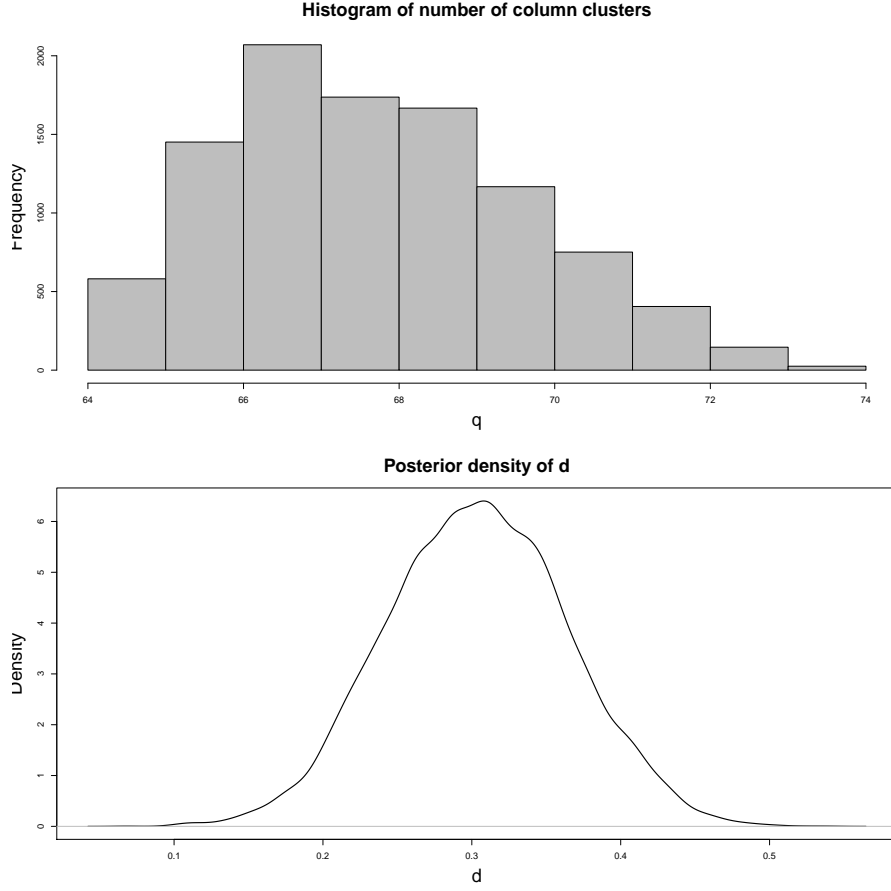 Histogram of number of column clusters
Frequency
2000
1500
1000
500
0
64 66 68 70 72 74
q
Posterior density of d
Density
6
5
4
3
2
1
0
0.1 0.2 0.3 0.4 0.5
d